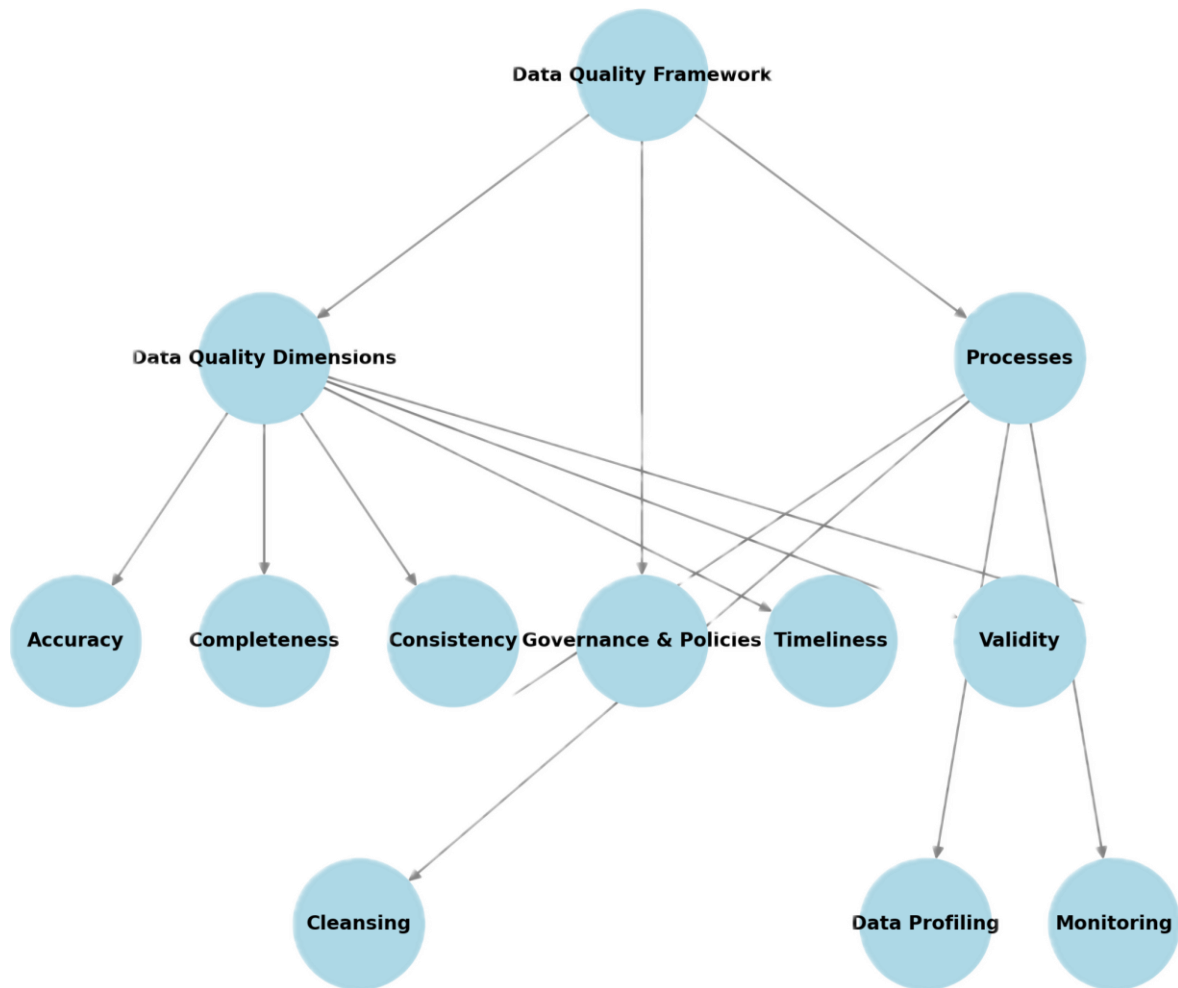 Data Quality Framework
Data Quality Dimensions
Processes
Accuracy
Completeness
Consistency
Governance & Policies
Timeliness
Validity
Cleansing
Data Profiling
Monitoring